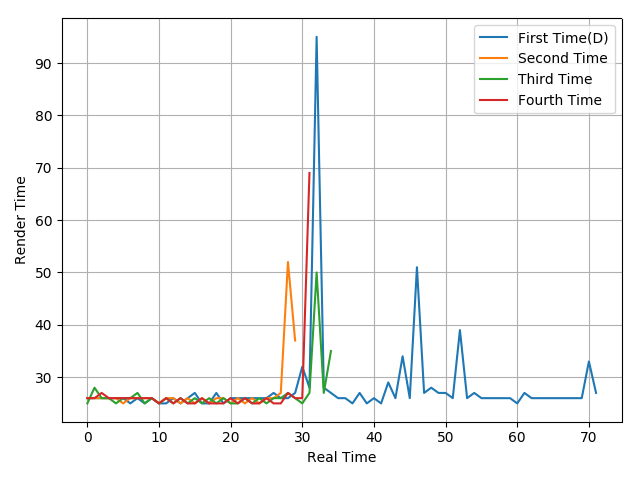 First Time(D)
Second Time
Third Time
Fourth Time
90
80
70
60
50
40
30
Render Time
0 10 20 30 40 50 60 70
Real Time